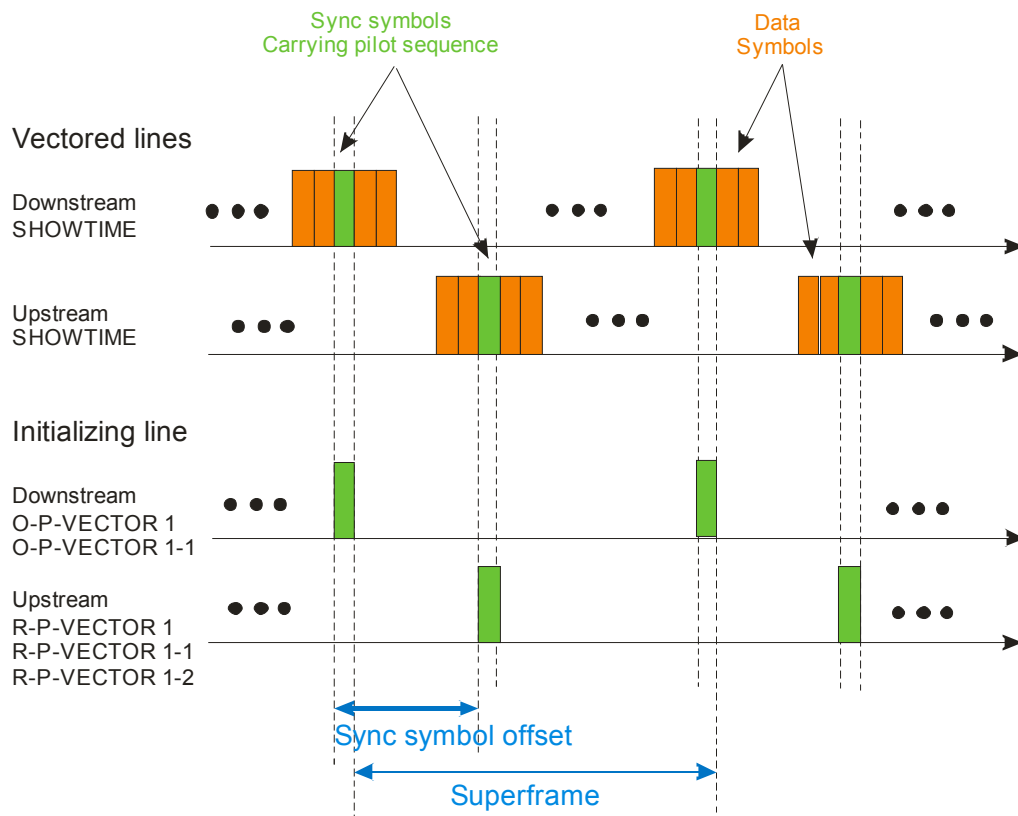 Sync symbols
Carrying pilot sequence
Data
Symbols
Vectored lines
Downstream
SHOWTIME
Upstream
SHOWTIME
Initializing line
Downstream
O-P-VECTOR 1
O-P-VECTOR 1-1
Upstream
R-P-VECTOR 1
R-P-VECTOR 1-1
R-P-VECTOR 1-2
Sync symbol offset
Superframe